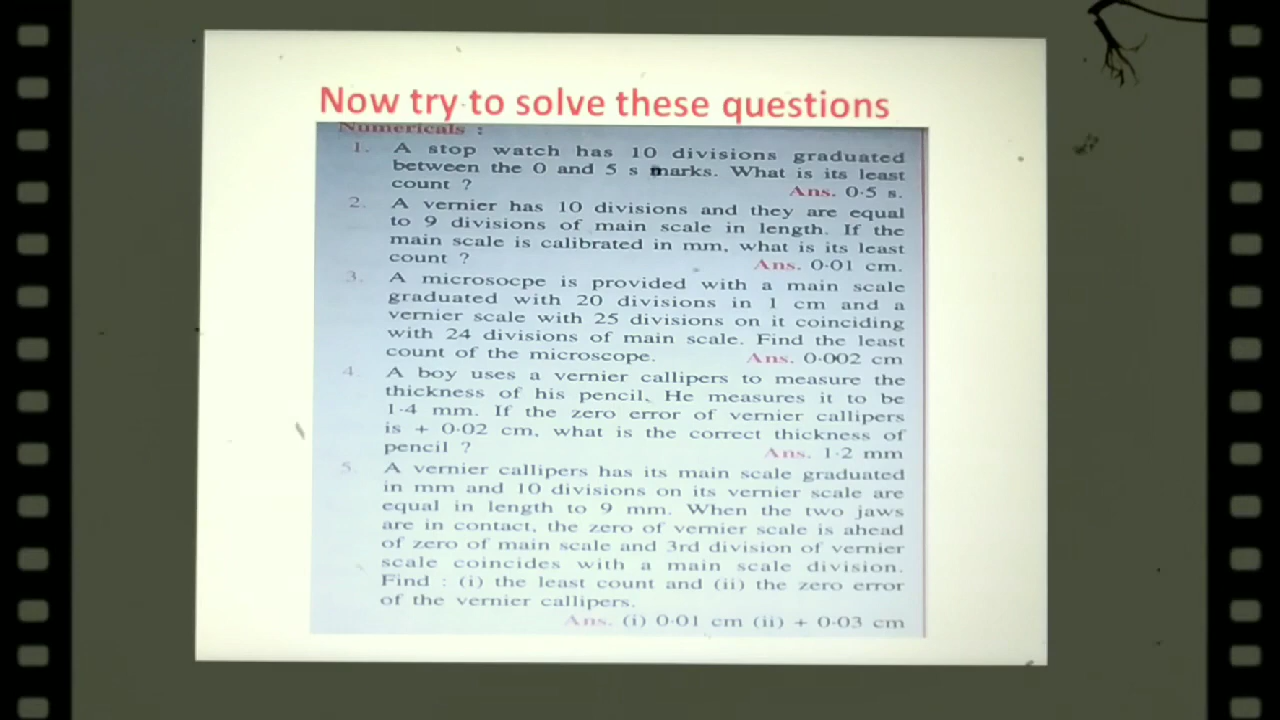 Now try to solve these questions
Numericals :
1. A stop watch has 10 divisions graduated
between the 0 and 5 s marks. What is its least
count ? Ans. 0·5 s.
2. A vernier has 10 divisions and they are equal
to 9 divisions of main scale in length. If the
main scale is calibrated in mm, what is its least
count ? Ans. 0·01 cm.
3. A microsocpe is provided with a main scale
graduated with 20 divisions in 1 cm and a
vernier scale with 25 divisions on it coinciding
with 24 divisions of main scale. Find the least
count of the microscope. Ans. 0·002 cm
4. A boy uses a vernier callipers to measure the
thickness of his pencil. He measures it to be
1·4 mm. If the zero error of vernier callipers
is + 0·02 cm, what is the correct thickness of
pencil ? Ans. 1·2 mm
5. A vernier callipers has its main scale graduated
in mm and 10 divisions on its vernier scale are
equal in length to 9 mm. When the two jaws
are in contact, the zero of vernier scale is ahead
of zero of main scale and 3rd division of vernier
scale coincides with a main scale division.
Find : (i) the least count and (ii) the zero error
of the vernier callipers.
Ans. (i) 0·01 cm (ii) + 0·03 cm